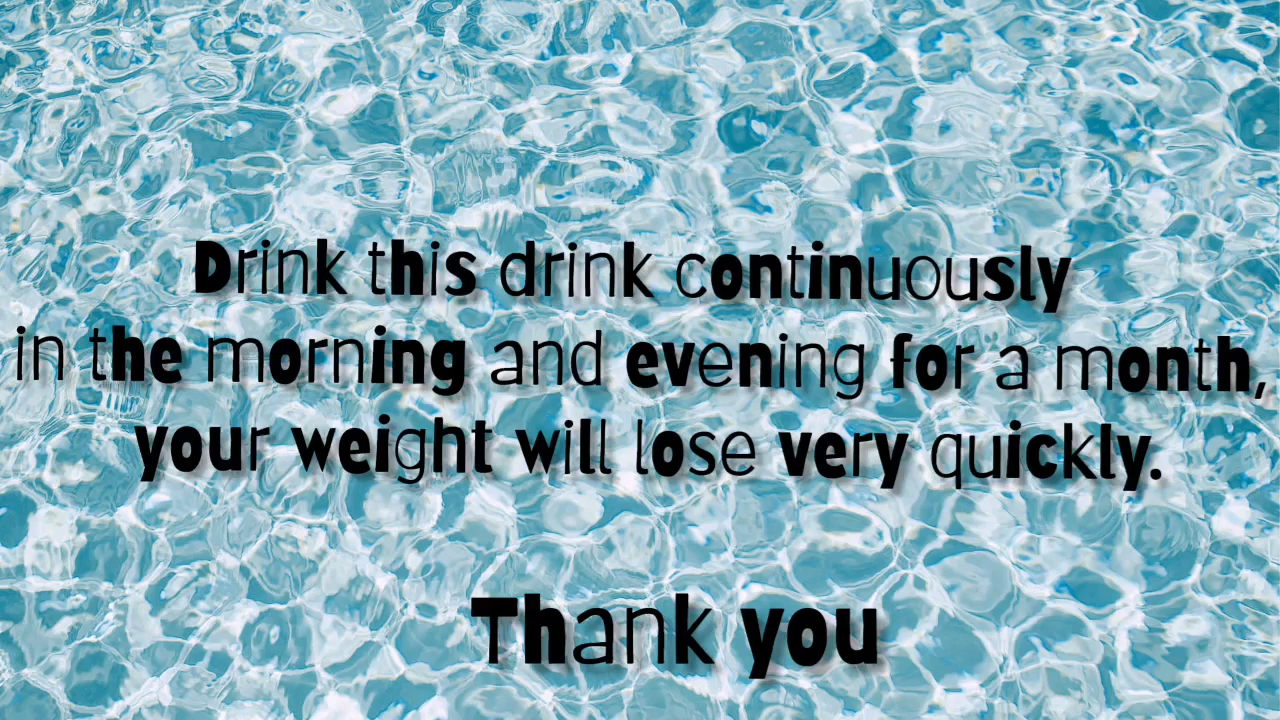 Drink this drink continuously
in the morning and evening for a month,
your weight will lose very quickly.
Thank you